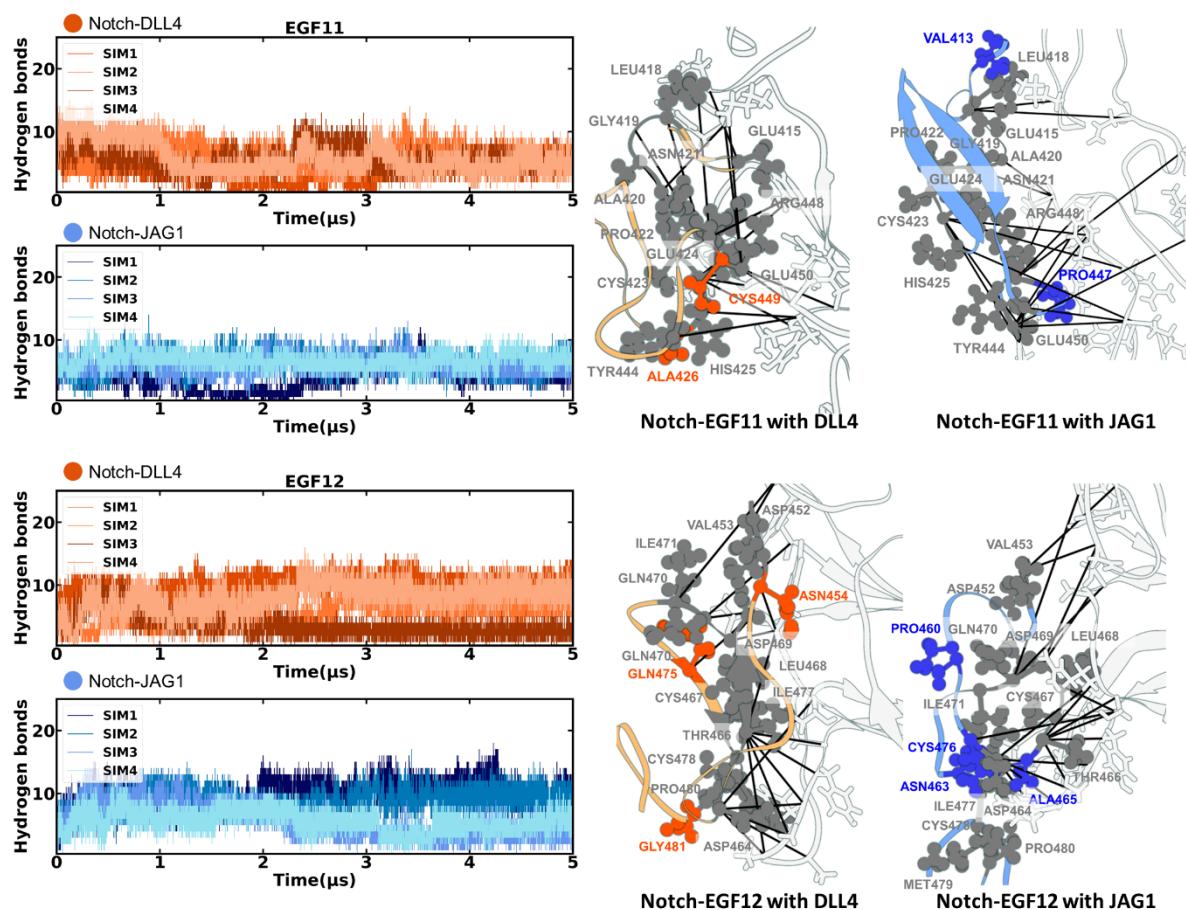 Notch-DLL4
EGF11
Hydrogen bonds
20
10
0
SIM1
SIM2
SIM3
SIM4
0 1 2 3 4 5
Time(μs)
Notch-JAG1
Hydrogen bonds
20
10
0
SIM1
SIM2
SIM3
SIM4
0 1 2 3 4 5
Time(μs)
LEU418
GLY419
GLU415
ASN421
ALA420
ARG448
PRO422
GLU424
GLU450
CYS423
CYS449
TYR444
HIS425
ALA426
Notch-EGF11 with DLL4
VAL413
LEU418
PRO422
GLU415
GLY419
ALA420
GLU424
ASN421
CYS423
ARG448
HIS425
PRO447
GLU450
TYR444
Notch-EGF11 with JAG1
Notch-DLL4
EGF12
Hydrogen bonds
20
10
0
SIM1
SIM2
SIM3
SIM4
0 1 2 3 4 5
Time(μs)
Notch-JAG1
Hydrogen bonds
20
10
0
SIM1
SIM2
SIM3
SIM4
0 1 2 3 4 5
Time(μs)
ASP452
VAL453
ILE471
GLN470
ASN454
ASP469
GLN470
LEU468
GLN475
CYS467
ILE477
THR466
CYS478
PRO480
GLY481
ASP464
Notch-EGF12 with DLL4
VAL453
ASP452
PRO460
GLN470
ASP469
LEU468
CYS467
ILE471
CYS476
THR466
ASN463
ALA465
ILE477
ASP464
CYS478
PRO480
MET479
Notch-EGF12 with JAG1